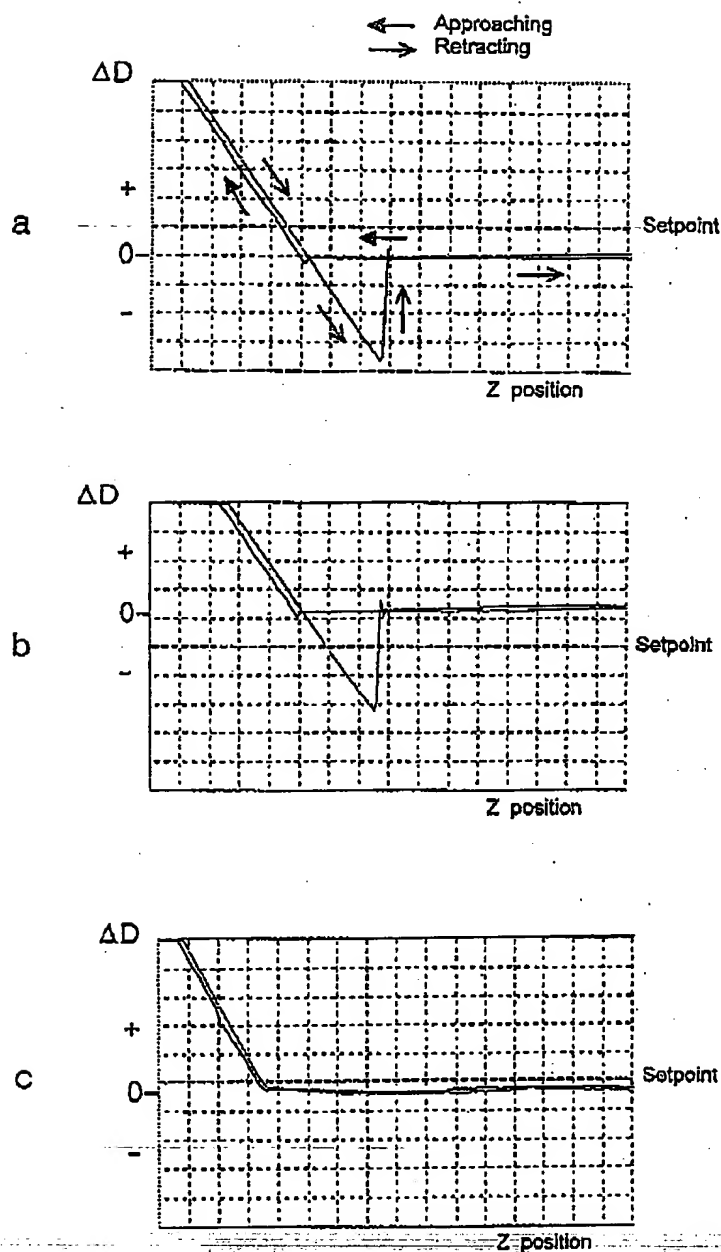 ← Approaching
→ Retracting
ΔD
+
a
Setpoint
0
-
Z position
ΔD
+
0
b
Setpoint
-
Z position
ΔD
+
c
Setpoint
0
-
Z position